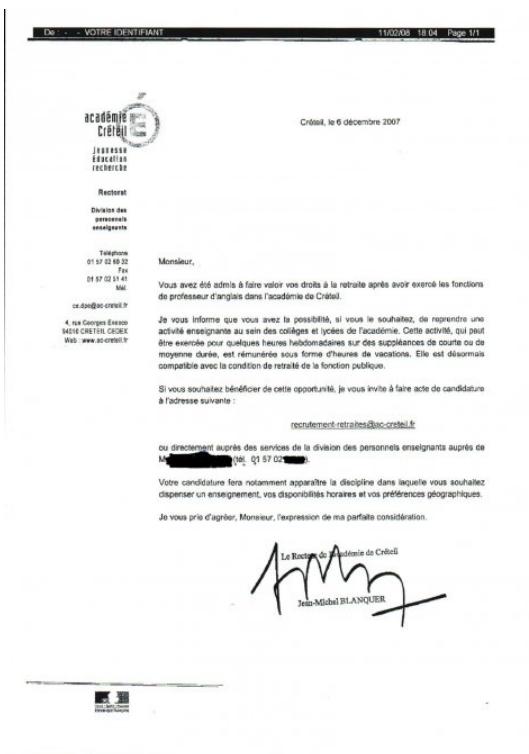 De : - - VOTRE IDENTIFIANT 11/02/08 18:04 Page 1/1
académie
Créteil
jeunesse
éducation
recherche
Rectorat
Division des
personnels
enseignants
Téléphone
01 57 02 60 32
Fax
01 57 02 51 41
Mél.
ce.dpe@ac-creteil.fr
4, rue Georges Enesco
94010 CRETEIL CEDEX
Web : www.ac-creteil.fr
Créteil, le 6 décembre 2007
Monsieur,
Vous avez été admis à faire valoir vos droits à la retraite après avoir exercé les fonctions
de professeur d'anglais dans l'académie de Créteil.
Je vous informe que vous avez la possibilité, si vous le souhaitez, de reprendre une
activité enseignante au sein des collèges et lycées de l'académie. Cette activité, qui peut
être exercée pour quelques heures hebdomadaires sur des suppléances de courte ou de
moyenne durée, est rémunérée sous forme d'heures de vacations. Elle est désormais
compatible avec la condition de retraité de la fonction publique.
Si vous souhaitez bénéficier de cette opportunité, je vous invite à faire acte de candidature
à l'adresse suivante :
recrutement-retraites@ac-creteil.fr
ou directement auprès des services de la division des personnels enseignants auprès de
M (tél. 01 57 02 ).
Votre candidature fera notamment apparaître la discipline dans laquelle vous souhaitez
dispenser un enseignement, vos disponibilités horaires et vos préférences géographiques.
Je vous prie d'agréer, Monsieur, l'expression de ma parfaite considération.
Le Recteur de l'Académie de Créteil
Jean-Michel BLANQUER